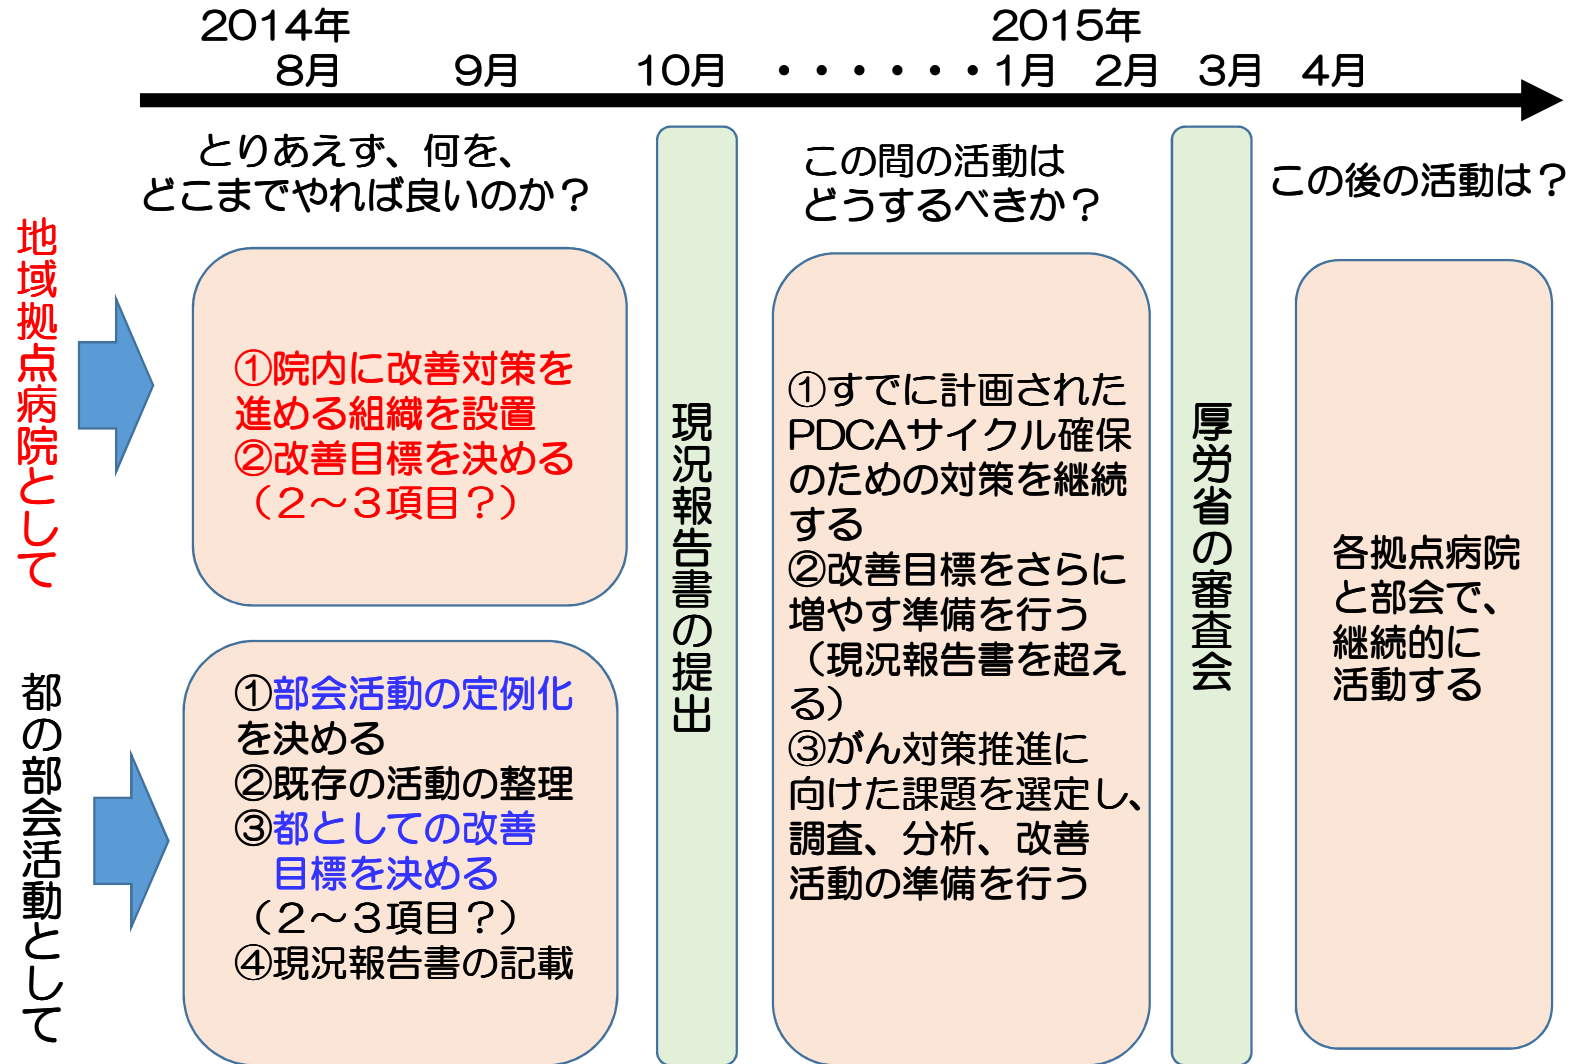 2014年
2015年
8月
9月
10月
・・・・・・1月
2月
3月
4月
とりあえず、何を、
どこまでやれば良いのか？
この間の活動は
どうするべきか？
この後の活動は？
地域拠点病院として
①院内に改善対策を
進める組織を設置
②改善目標を決める
（２～３項目？）
都の部会活動として
①部会活動の定例化
を決める
②既存の活動の整理
③都としての改善
目標を決める
（２～３項目？）
④現況報告書の記載
現況報告書の提出
①すでに計画された
PDCAサイクル確保
のための対策を継続
する
②改善目標をさらに
増やす準備を行う
（現況報告書を超え
る）
③がん対策推進に
向けた課題を選定し、
調査、分析、改善
活動の準備を行う
厚労省の審査会
各拠点病院
と部会で、
継続的に
活動する